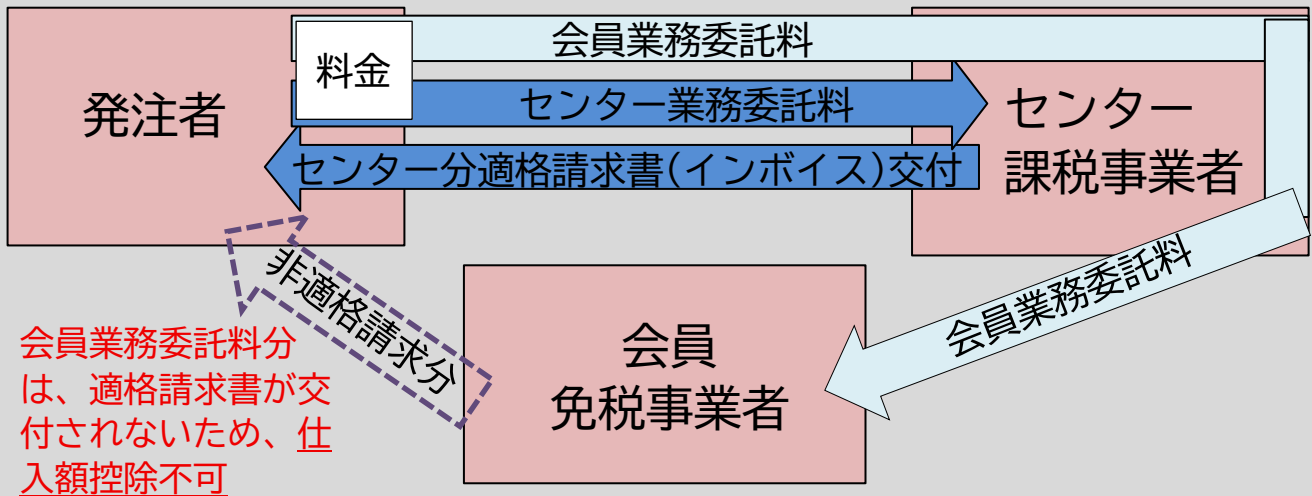 会員業務委託料
料金
発注者
センター業務委託料
センター
課税事業者
センター分適格請求書(インボイス)交付
非適格請求分
会員業務委託料
会員
免税事業者
会員業務委託料分
は、適格請求書が交
付されないため、仕
入額控除不可